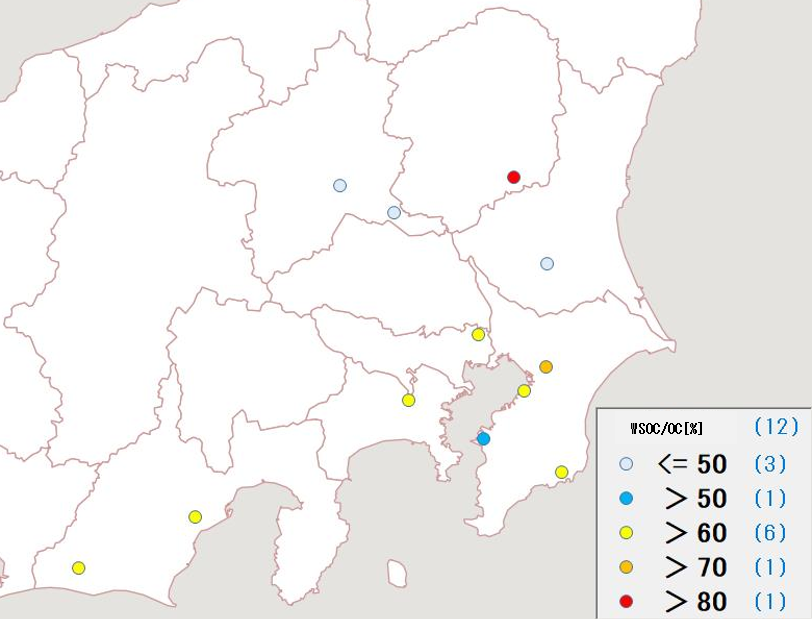 WSOC/OC[%] (12)
<= 50 (3)
> 50 (1)
> 60 (6)
> 70 (1)
> 80 (1)